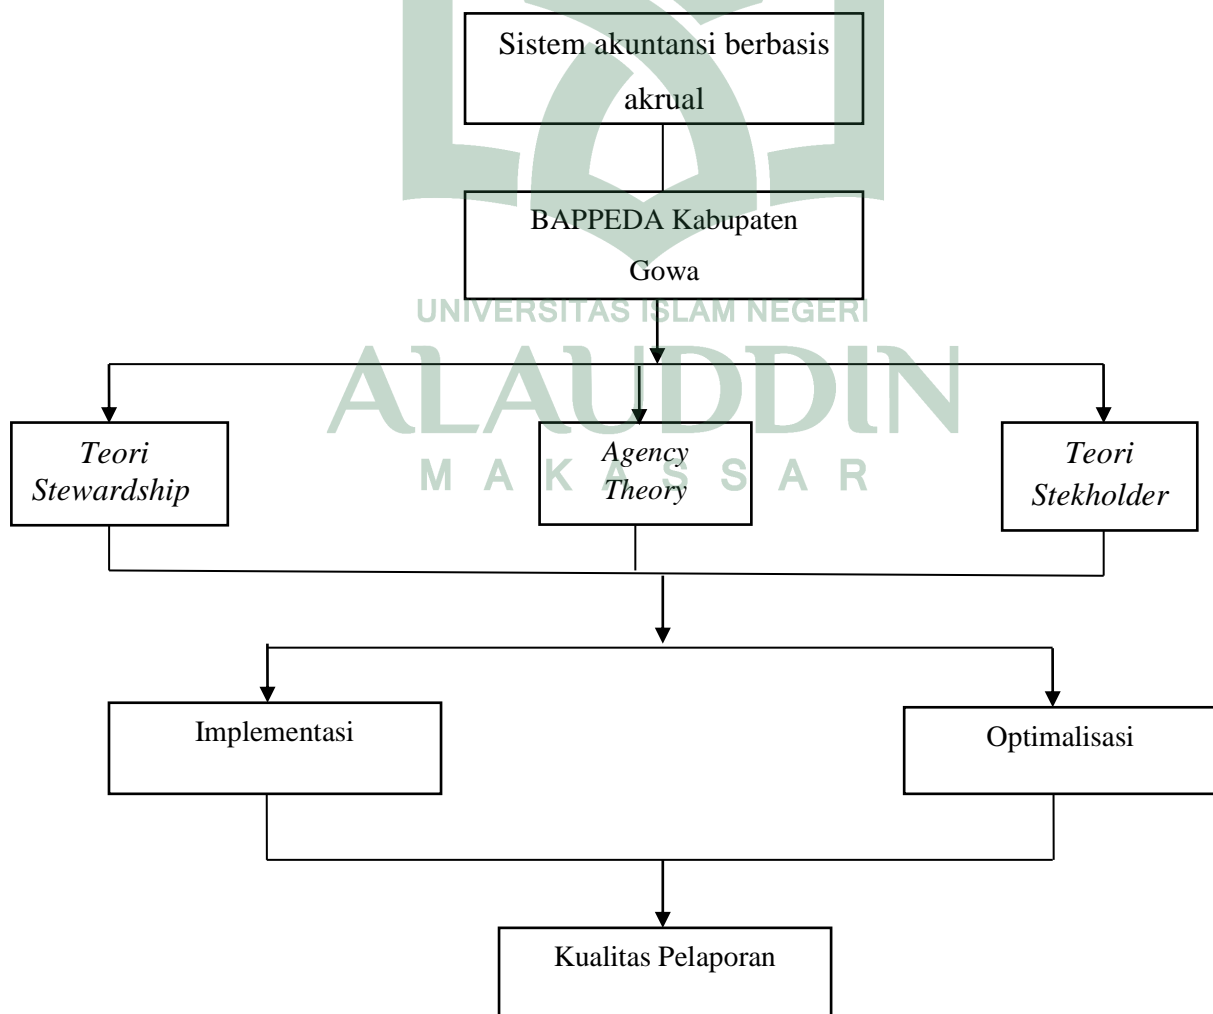 Sistem akuntansi berbasis
akrual
BAPPEDA Kabupaten
Gowa
UNIVERSITAS ISLAM NEGERI
ALAUDDIN
MAKASSAR
Teori
Stewardship
Agency
Theory
Teori
Stekholder
Implementasi
Optimalisasi
Kualitas Pelaporan